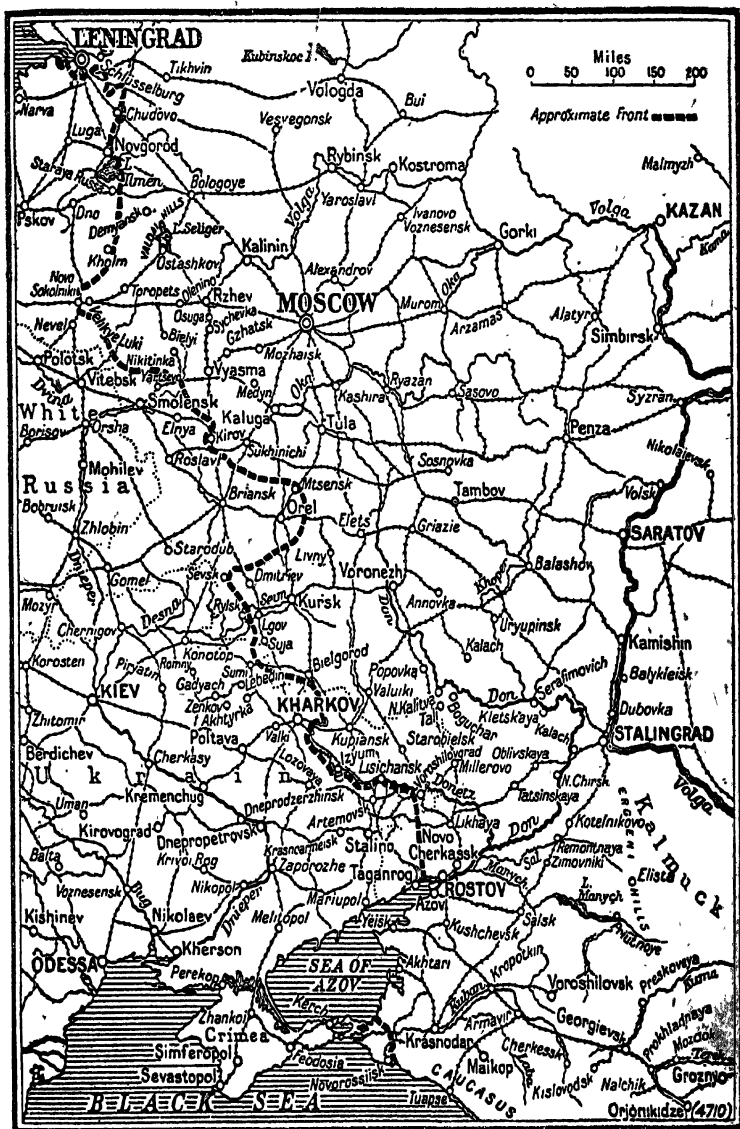 LENINGRAD
Schlüsselburg
Tikhvin
Kubinskoe l.
Vologda
Miles
0 50 100 150 200
Approximate Front
Narva
Chudovo
Bui
Luga
Novgorod
Vesyegonsk
Staraya Russa
L. Ilmen
Rybinsk
Kostroma
Malmyzh
Pskov
Dno
Bologoye
Yaroslavl
Volga
Demyansk
VALDAI HILLS
L. Seliger
Ivanovo
Voznesensk
Volga
KAZAN
Kholm
Ostashkov
Kalinin
Gorki
Kama
Novo
Sokolniki
Toropets
Olenino
Rzhev
Alexandrov
MOSCOW
Murom
Oka
Arzamas
Alatyr
Simbirsk
Nevel
Velikie Luki
Osuga
Sychevka
Bielyi
Gzhatsk
Nikitinka
Mozhaisk
Polotsk
Dvina
Vitebsk
Yartsevo
Vyasma
Medyn
Oka
Kashira
Ryazan
Sasovo
Syzran
White
Smolensk
Kaluga
Borisov
Orsha
Elnya
Kirov
Tula
Penza
Sukhinichi
Nikolaievsk
Mohilev
Roslavl
Sosnovka
Russia
Mtsensk
Volsk
Bobruisk
Briansk
Tambov
Orel
Zhlobin
Elets
Griazie
SARATOV
Starodub
Livny
Dnieper
Gomel
Sevsk
Dmitriev
Voronezh
Khoper
Balashov
Mozyr
Desna
Rylsk
Seim
Kursk
Don
Annovka
Chernigov
Lgov
Uryupinsk
Suja
Kalach
Kamishin
Konotop
Korosten
Romny
Sumi
Bielgorod
Popovka
Balykleisk
Piryatin
Lebedin
Serafimovich
KIEV
Gadyach
Valuiki
Don
Zenkov
Akhtyrka
N. Kalitva
Boguchar
Kletskaya
Dubovka
KHARKOV
Kalach
Zhitomir
Kupiansk
Starobielsk
STALINGRAD
Poltava
Valki
Oblivskaya
Berdichev
Izyum
Voroshilovgrad
Millerovo
Cherkasy
Lozovaya
Lisichansk
N. Chirsk
Volga
Ukraine
Donetz
Tatsinskaya
Uman
Kremenchug
Dneprodzerzhinsk
Kalmuck
Artemovsk
Likhaya
Don
Kotelnikovo
ERGENI HILLS
Kirovograd
Dnepropetrovsk
Krasnoarmeisk
Novo
Cherkassk
Remontnaya
Stalino
Balta
Krivoi Rog
Zaporozhe
Sal
Zimovniki
Taganrog
Manych
Elista
Voznesensk
Nikopol
ROSTOV
Bug
Mariupol
Azov
L. Manych
Kishinev
Dnieper
Yeisk
Salsk
Nikolaev
Melitopol
Kushchevsk
Kherson
ODESSA
Perekop
SEA OF
AZOV
Akhtari
Kropotkin
Voroshilovsk
Preskovaya
Kuma
Kerch
Kuban
Zhankoi
Armavir
Georgievsk
Crimea
Krasnodar
Prokhladnaya
Simferopol
Feodosia
Cherkessk
Mozdok
Maikop
Laba
Terek
Novorossiisk
Sevastopol
CAUCASUS
Kislovodsk
Nalchik
Grozny
BLACK SEA
Tuapse
Orjonikidze (4710)